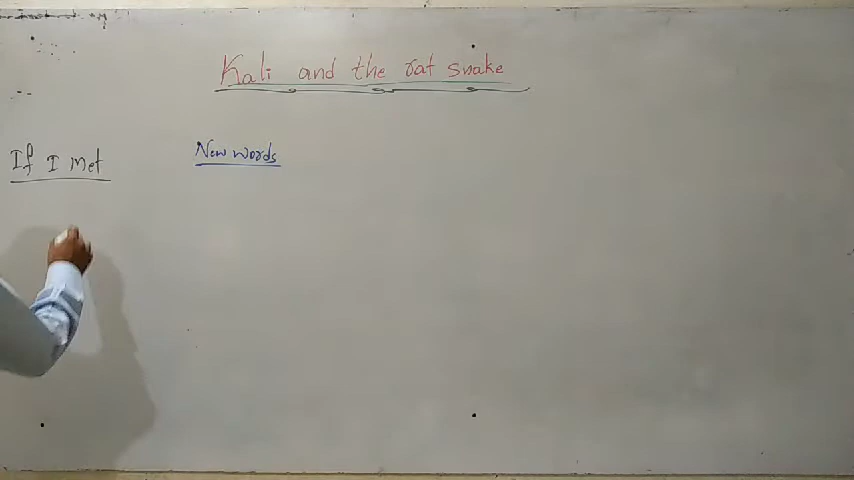 Kali and the rat snake
If I met
New words